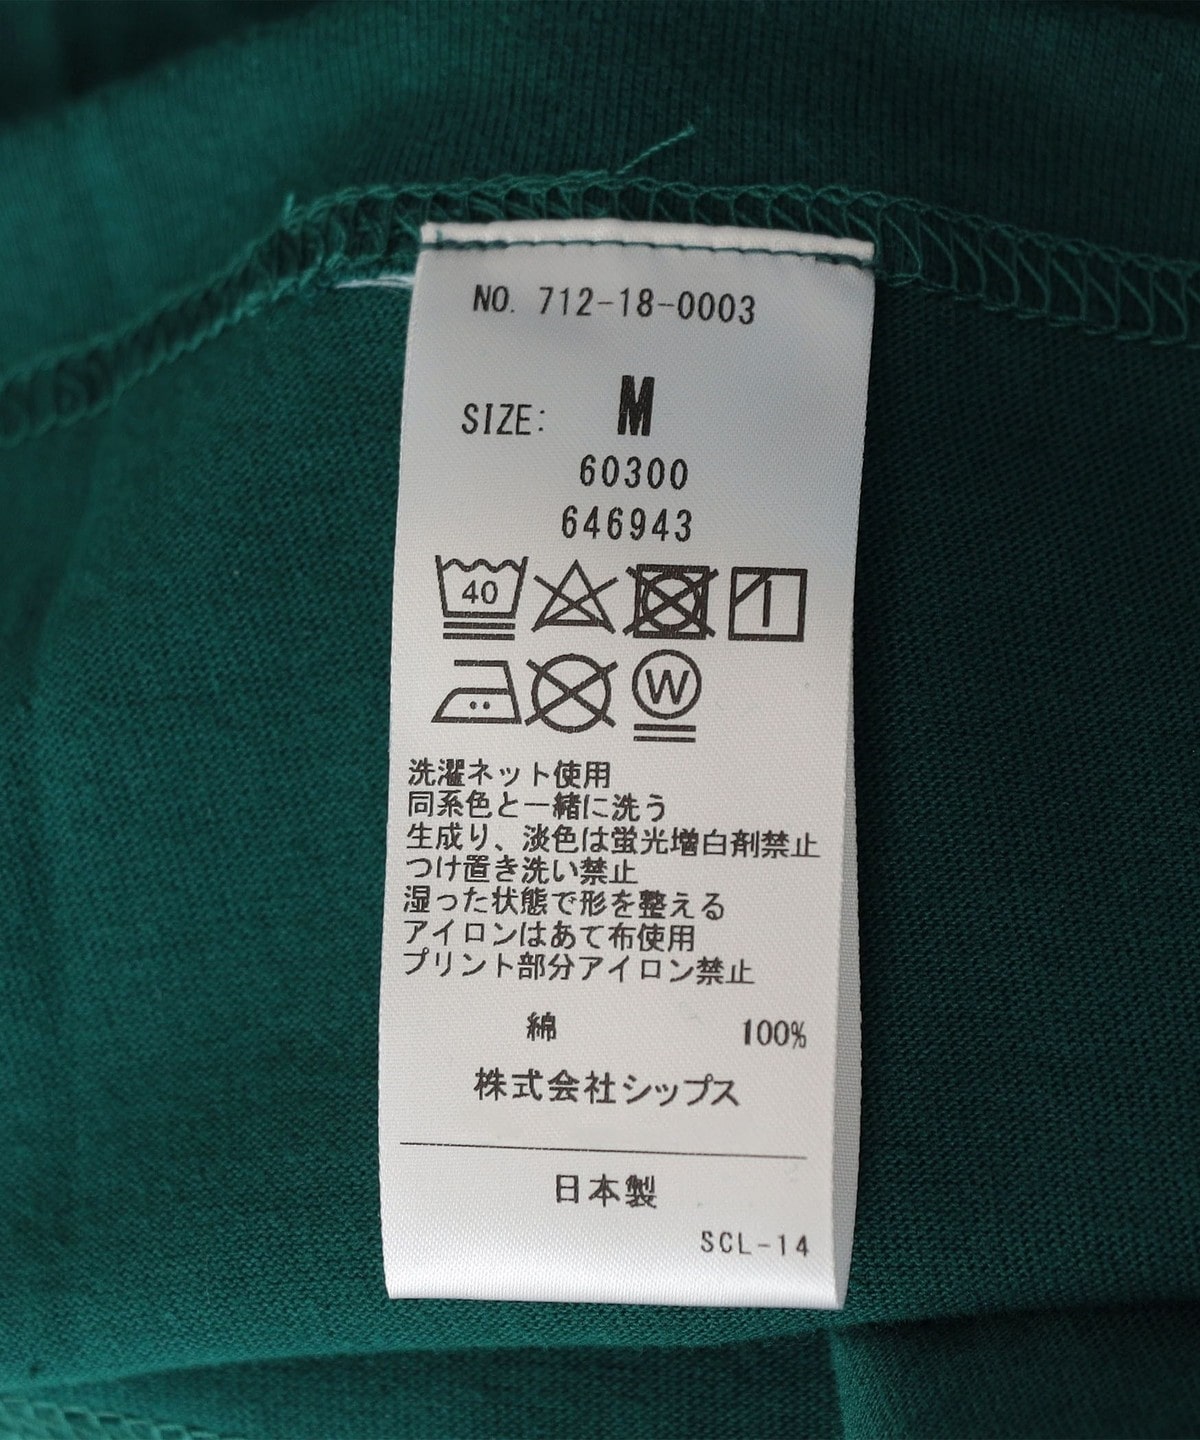 NO. 712-18-0003
SIZE: M
60300
646943
40
W
洗濯ネット使用
同系色と一緒に洗う
生成り、淡色は蛍光増白剤禁止
つけ置き洗い禁止
湿った状態で形を整える
アイロンはあて布使用
プリント部分アイロン禁止
綿 100%
株式会社シップス
日本製
SCL-14